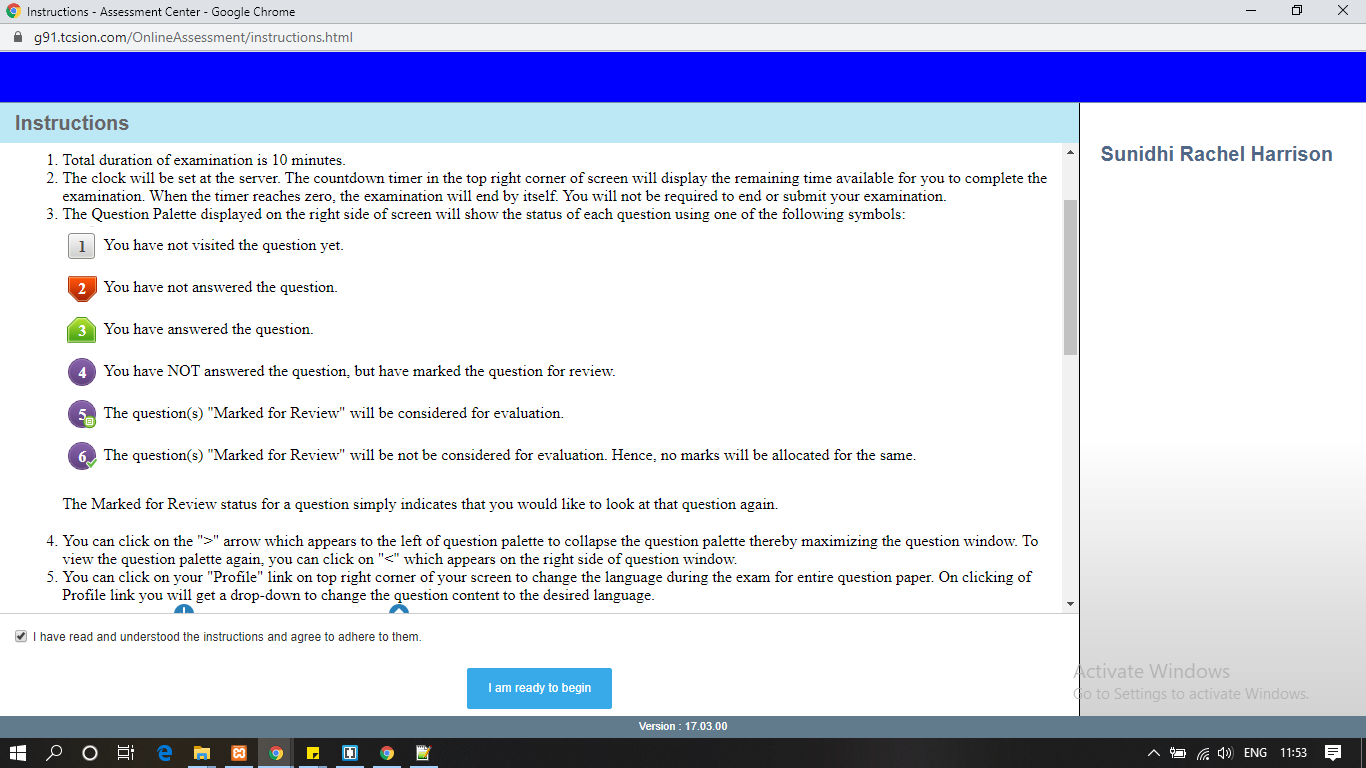 Instructions - Assessment Center - Google Chrome
g91.tcsion.com/OnlineAssessment/instructions.html
Instructions
Sunidhi Rachel Harrison
1. Total duration of examination is 10 minutes.
2. The clock will be set at the server. The countdown timer in the top right corner of screen will display the remaining time available for you to complete the
examination. When the timer reaches zero, the examination will end by itself. You will not be required to end or submit your examination.
3. The Question Palette displayed on the right side of screen will show the status of each question using one of the following symbols:
1 You have not visited the question yet.
2 You have not answered the question.
3 You have answered the question.
4 You have NOT answered the question, but have marked the question for review.
5 The question(s) "Marked for Review" will be considered for evaluation.
6 The question(s) "Marked for Review" will be not be considered for evaluation. Hence, no marks will be allocated for the same.
The Marked for Review status for a question simply indicates that you would like to look at that question again.
4. You can click on the ">" arrow which appears to the left of question palette to collapse the question palette thereby maximizing the question window. To
view the question palette again, you can click on "<" which appears on the right side of question window.
5. You can click on your "Profile" link on top right corner of your screen to change the language during the exam for entire question paper. On clicking of
Profile link you will get a drop-down to change the question content to the desired language.
I have read and understood the instructions and agree to adhere to them.
I am ready to begin
Activate Windows
Go to Settings to activate Windows.
Version : 17.03.00
ENG 11:53